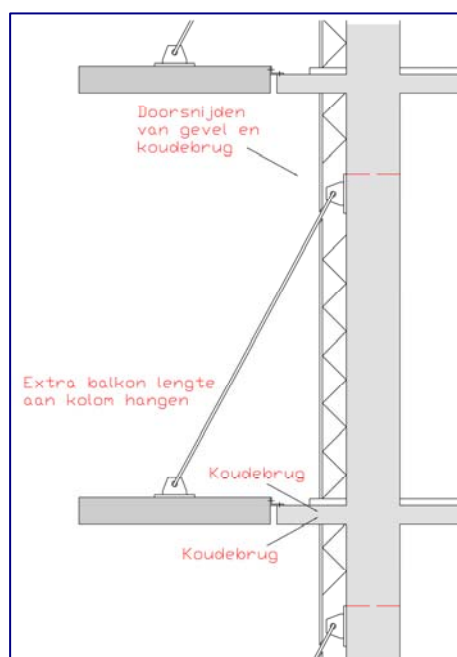 Doorsnijden
van gevel en
koudebrug
Extra balkon lengte
aan kolom hangen
Koudebrug
Koudebrug